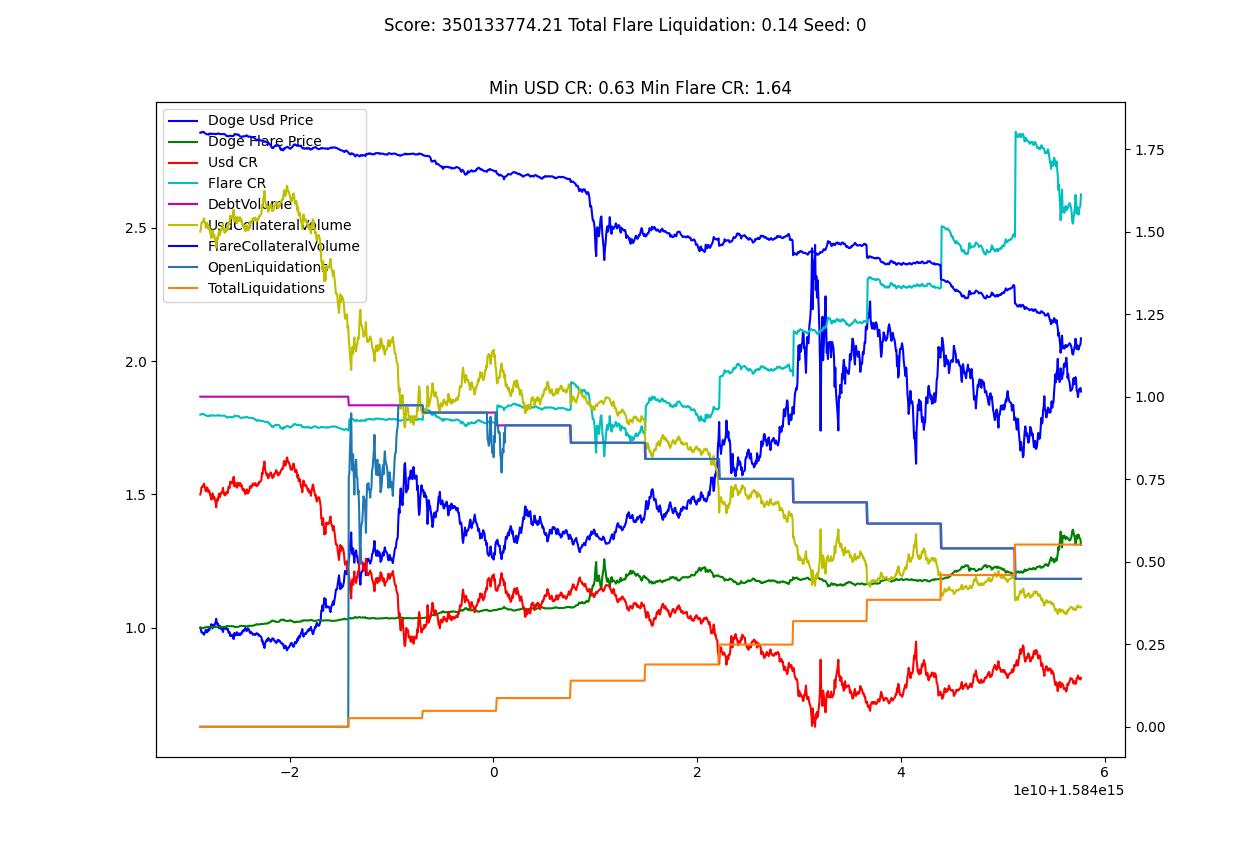 Score: 350133774.21 Total Flare Liquidation: 0.14 Seed: 0
Min USD CR: 0.63 Min Flare CR: 1.64
Doge Usd Price
Doge Flare Price
Usd CR
Flare CR
DebtVolume
UsdCollateralVolume
FlareCollateralVolume
OpenLiquidations
TotalLiquidations
2.5
2.0
1.5
1.0
1.75
1.50
1.25
1.00
0.75
0.50
0.25
0.00
−2 0 2 4 6
1e10+1.584e15